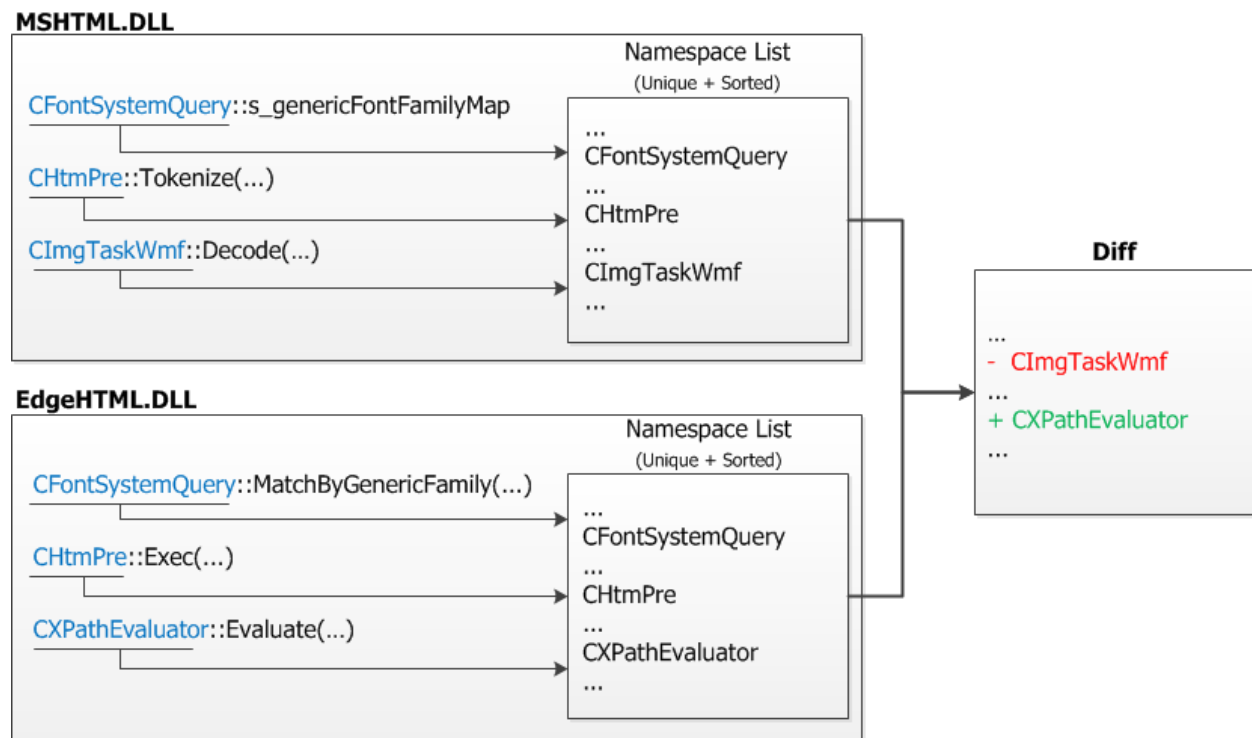 MSHTML.DLL
Namespace List
(Unique + Sorted)
CFontSystemQuery::s_genericFontFamilyMap
CHtmPre::Tokenize(...)
CImgTaskWmf::Decode(...)
...
CFontSystemQuery
...
CHtmPre
...
CImgTaskWmf
...
EdgeHTML.DLL
Namespace List
(Unique + Sorted)
CFontSystemQuery::MatchByGenericFamily(...)
CHtmPre::Exec(...)
CXPathEvaluator::Evaluate(...)
...
CFontSystemQuery
...
CHtmPre
...
CXPathEvaluator
...
Diff
...
- CImgTaskWmf
...
+ CXPathEvaluator
...